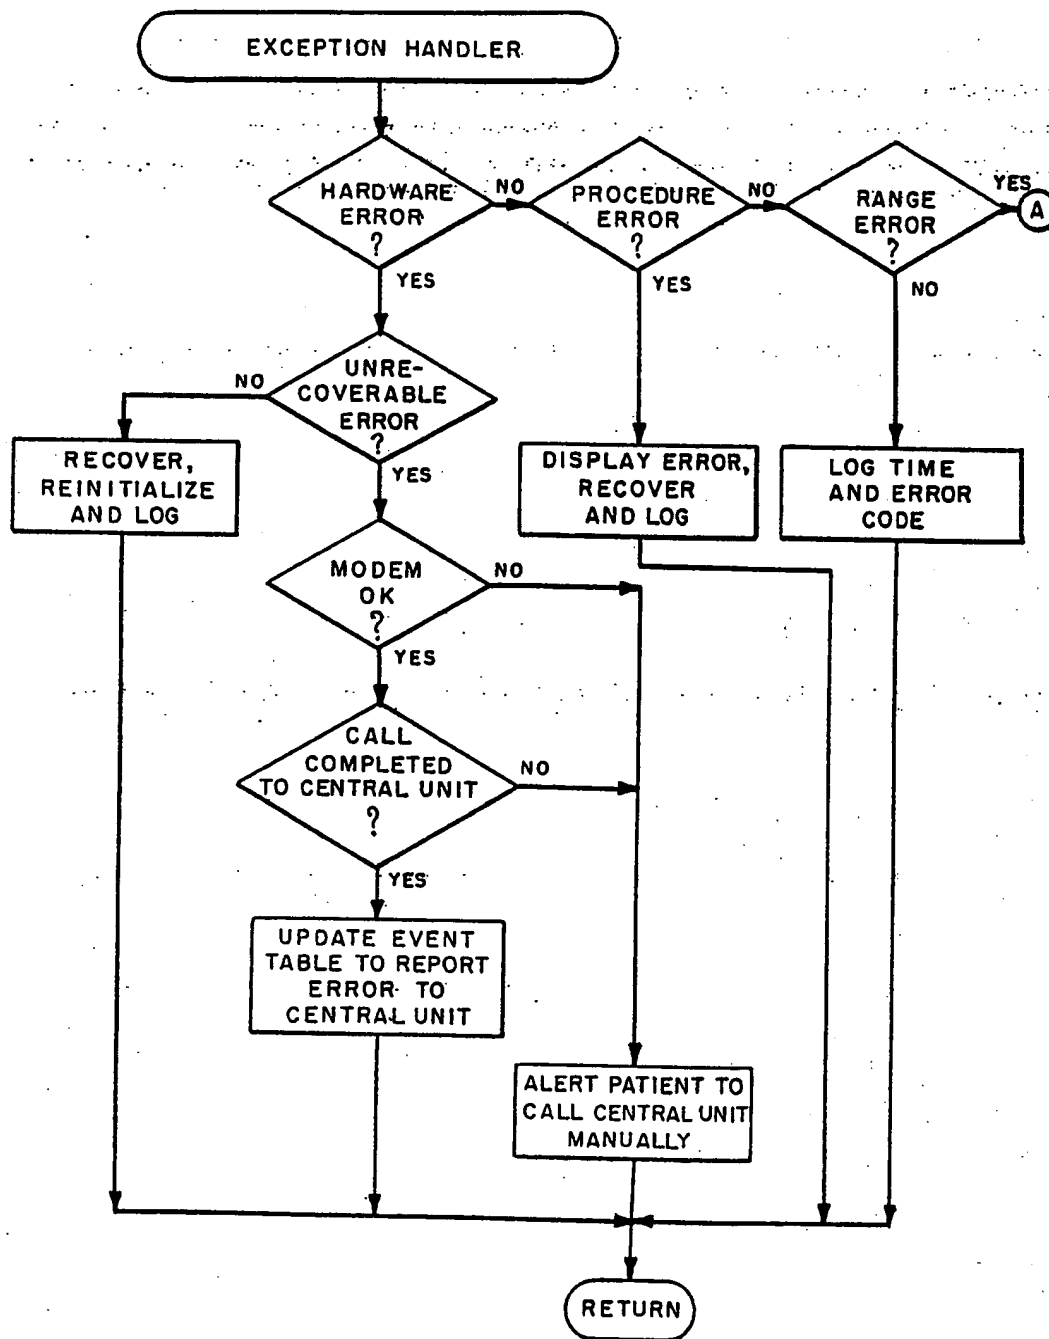 EXCEPTION HANDLER
HARDWARE
ERROR
?
NO
YES
PROCEDURE
ERROR
?
NO
YES
RANGE
ERROR
?
YES
A
NO
UNRE-
COVERABLE
ERROR
?
NO
YES
RECOVER,
REINITIALIZE
AND LOG
DISPLAY ERROR,
RECOVER
AND LOG
LOG TIME
AND ERROR
CODE
MODEM
OK
?
NO
YES
CALL
COMPLETED
TO CENTRAL UNIT
?
NO
YES
UPDATE EVENT
TABLE TO REPORT
ERROR TO
CENTRAL UNIT
ALERT PATIENT TO
CALL CENTRAL UNIT
MANUALLY
RETURN